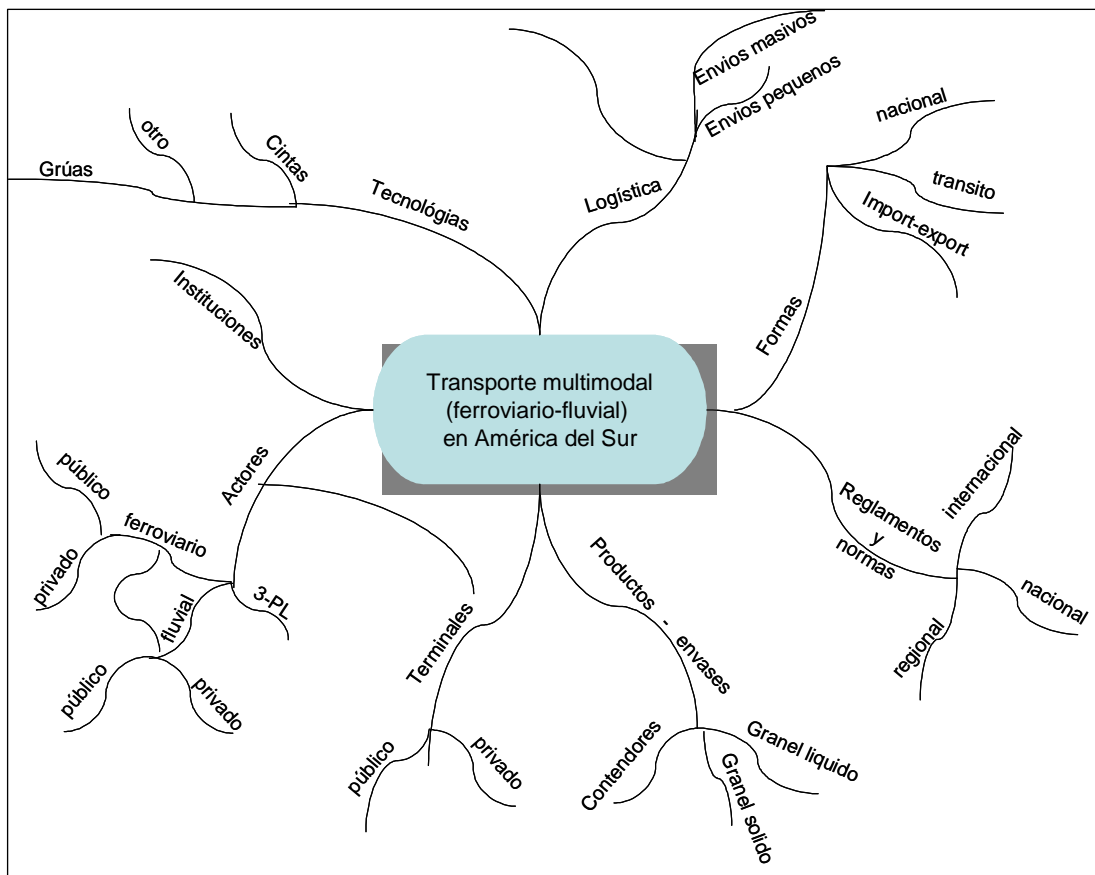 Transporte multimodal
(ferroviario-fluvial)
en América del Sur
Logística
Envios masivos
Envios pequenos
Formas
nacional
transito
Import-export
Reglamentos
y
normas
internacional
nacional
regional
Productos - envases
Granel liquido
Granel solido
Contendores
Terminales
público
privado
Actores
ferroviario
público
privado
fluvial
público
privado
3-PL
Instituciones
Tecnológias
Cintas
otro
Grúas